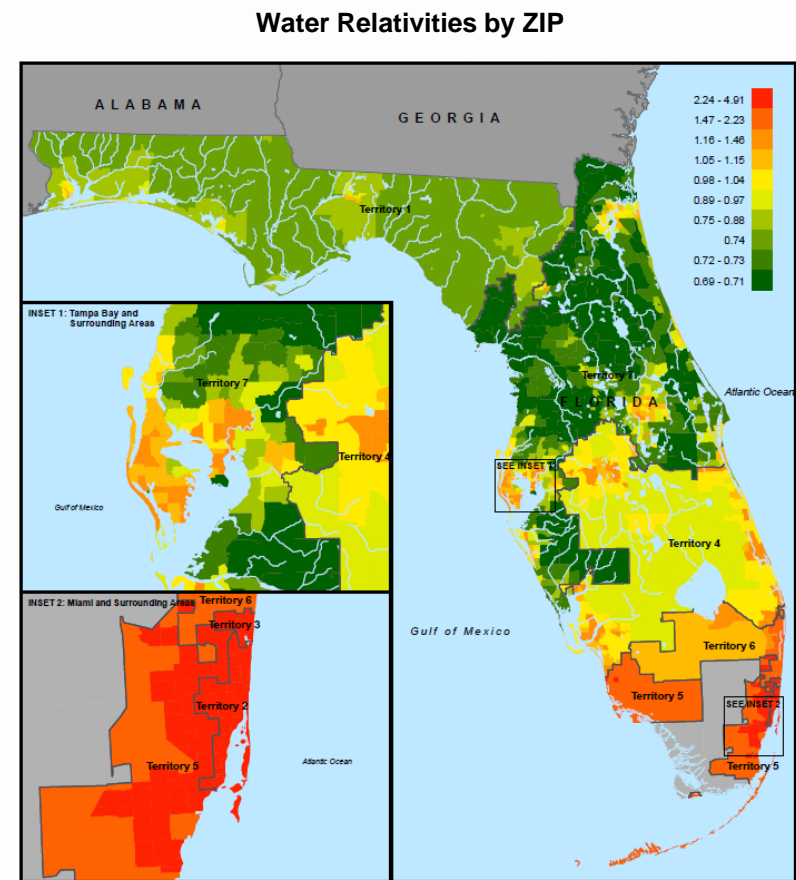 Water Relativities by ZIP
ALABAMA
GEORGIA
2.24 - 4.91
1.47 - 2.23
1.16 - 1.46
1.05 - 1.15
0.98 - 1.04
0.89 - 0.97
0.75 - 0.88
0.74
0.72 - 0.73
0.69 - 0.71
Territory 1
INSET 1: Tampa Bay and
Surrounding Areas
Territory 7
Territory 4
Gulf of Mexico
Territory 7
FLORIDA
Atlantic Ocean
SEE INSET 1
Territory 4
Gulf of Mexico
Territory 6
Territory 5
SEE INSET 2
Territory 5
INSET 2: Miami and Surrounding Areas
Territory 6
Territory 3
Territory 2
Territory 5
Atlantic Ocean